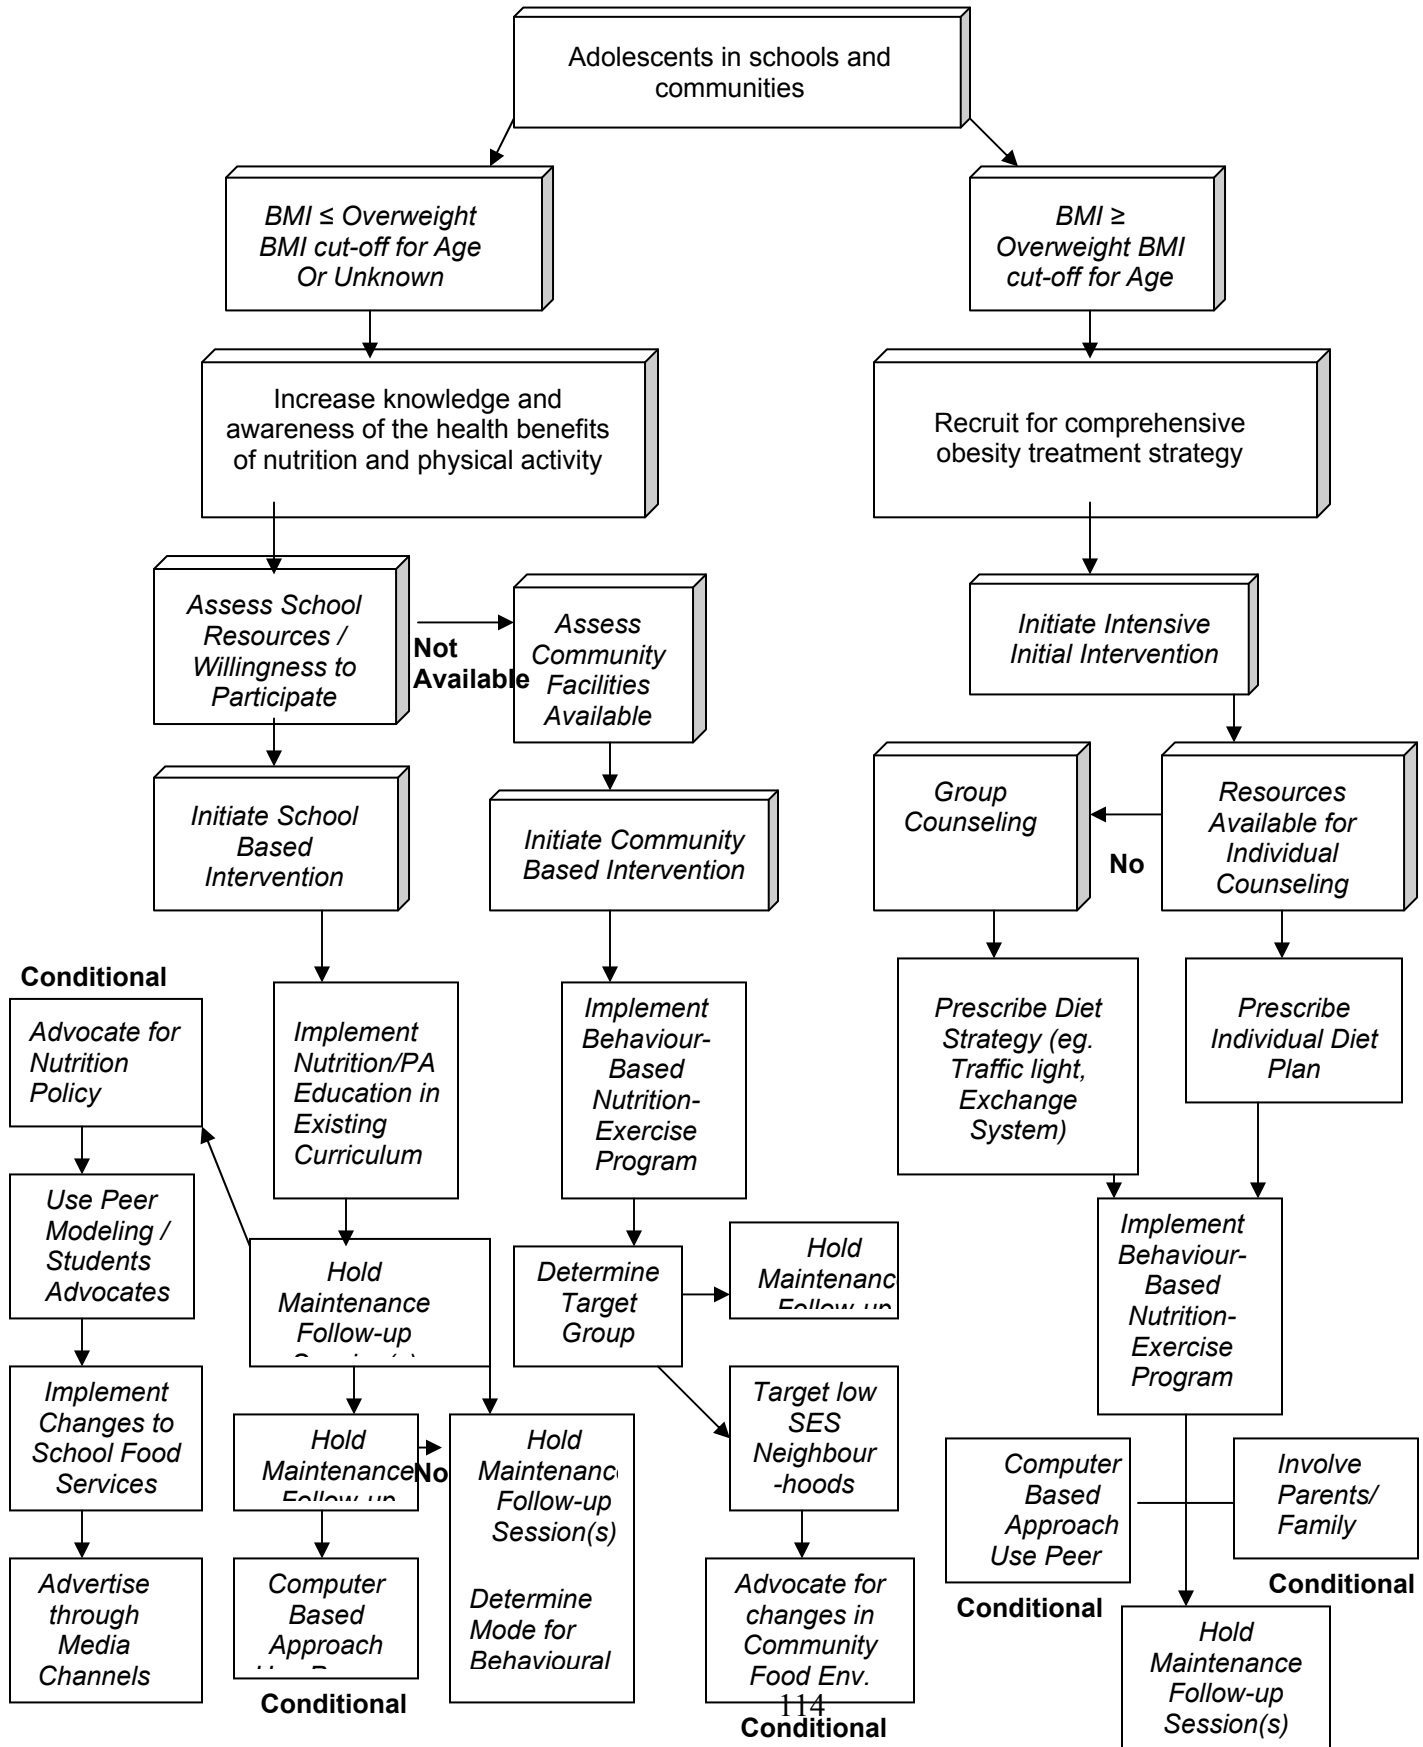 Adolescents in schools and
communities
BMI ≤ Overweight
BMI cut-off for Age
Or Unknown
BMI ≥
Overweight BMI
cut-off for Age
Increase knowledge and
awareness of the health benefits
of nutrition and physical activity
Recruit for comprehensive
obesity treatment strategy
Assess School
Resources /
Willingness to
Participate
Not
Available
Assess
Community
Facilities
Available
Initiate Intensive
Initial Intervention
Initiate School
Based
Intervention
Initiate Community
Based Intervention
Group
Counseling
No
Resources
Available for
Individual
Counseling
Conditional
Advocate for
Nutrition
Policy
Implement
Nutrition/PA
Education in
Existing
Curriculum
Implement
Behaviour-
Based
Nutrition-
Exercise
Program
Prescribe Diet
Strategy (eg.
Traffic light,
Exchange
System)
Prescribe
Individual Diet
Plan
Use Peer
Modeling /
Students
Advocates
Hold
Maintenance
Follow-up
Determine
Target
Group
Hold
Maintenanc
Follow-up
Implement
Behaviour-
Based
Nutrition-
Exercise
Program
Implement
Changes to
School Food
Services
Hold
Maintenance
Follow-up
No
Hold
Maintenanc
Follow-up
Session(s)
Determine
Mode for
Behavioural
Target low
SES
Neighbour
-hoods
Computer
Based
Approach
Use Peer
Conditional
Involve
Parents/
Family
Conditional
Advertise
through
Media
Channels
Computer
Based
Approach
Conditional
Advocate for
changes in
Community
Food Env.
Conditional
Hold
Maintenance
Follow-up
Session(s)
114